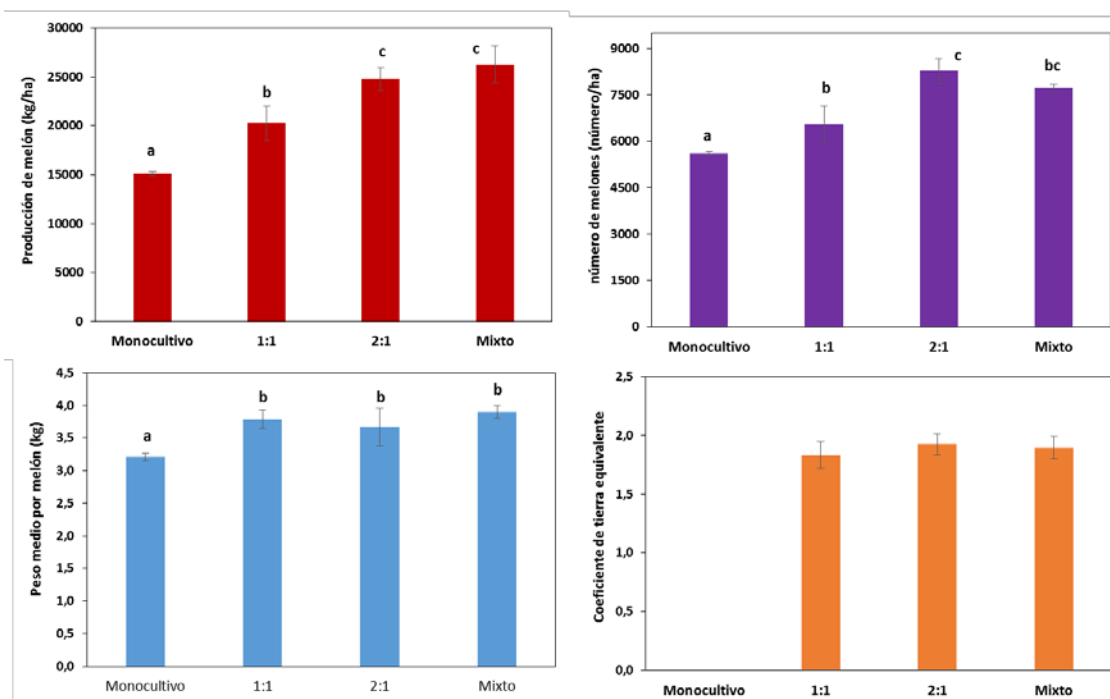 Producción de melón (kg/ha)
30000
25000
20000
15000
10000
5000
0
a
b
c
c
Monocultivo 1:1 2:1 Mixto
número de melones (número/ha)
9000
7500
6000
4500
3000
1500
0
a
b
c
bc
Monocultivo 1:1 2:1 Mixto
Peso medio por melón (kg)
4,5
4,0
3,5
3,0
2,5
2,0
1,5
1,0
0,5
0,0
a
b
b
b
Monocultivo 1:1 2:1 Mixto
Coeficiente de tierra equivalente
2,5
2,0
1,5
1,0
0,5
0,0
Monocultivo 1:1 2:1 Mixto